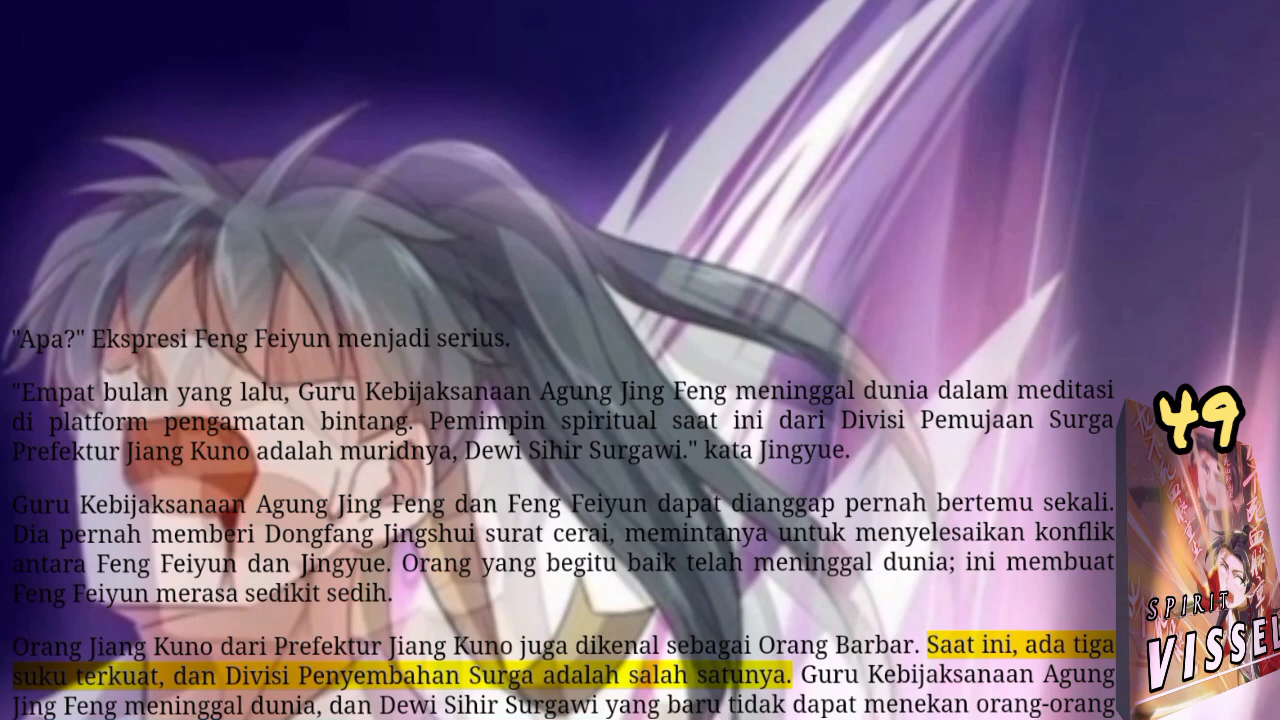 "Apa?" Ekspresi Feng Feiyun menjadi serius.
"Empat bulan yang lalu, Guru Kebijaksanaan Agung Jing Feng meninggal dunia dalam meditasi
di platform pengamatan bintang. Pemimpin spiritual saat ini dari Divisi Pemujaan Surga
Prefektur Jiang Kuno adalah muridnya, Dewi Sihir Surgawi." kata Jingyue.
Guru Kebijaksanaan Agung Jing Feng dan Feng Feiyun dapat dianggap pernah bertemu sekali.
Dia pernah memberi Dongfang Jingshui surat cerai, memintanya untuk menyelesaikan konflik
antara Feng Feiyun dan Jingyue. Orang yang begitu baik telah meninggal dunia; ini membuat
Feng Feiyun merasa sedikit sedih.
Orang Jiang Kuno dari Prefektur Jiang Kuno juga dikenal sebagai Orang Barbar. Saat ini, ada tiga
suku terkuat, dan Divisi Penyembahan Surga adalah salah satunya. Guru Kebijaksanaan Agung
Jing Feng meninggal dunia, dan Dewi Sihir Surgawi yang baru tidak dapat menekan orang-orang
49
SPIRIT
VISSEL